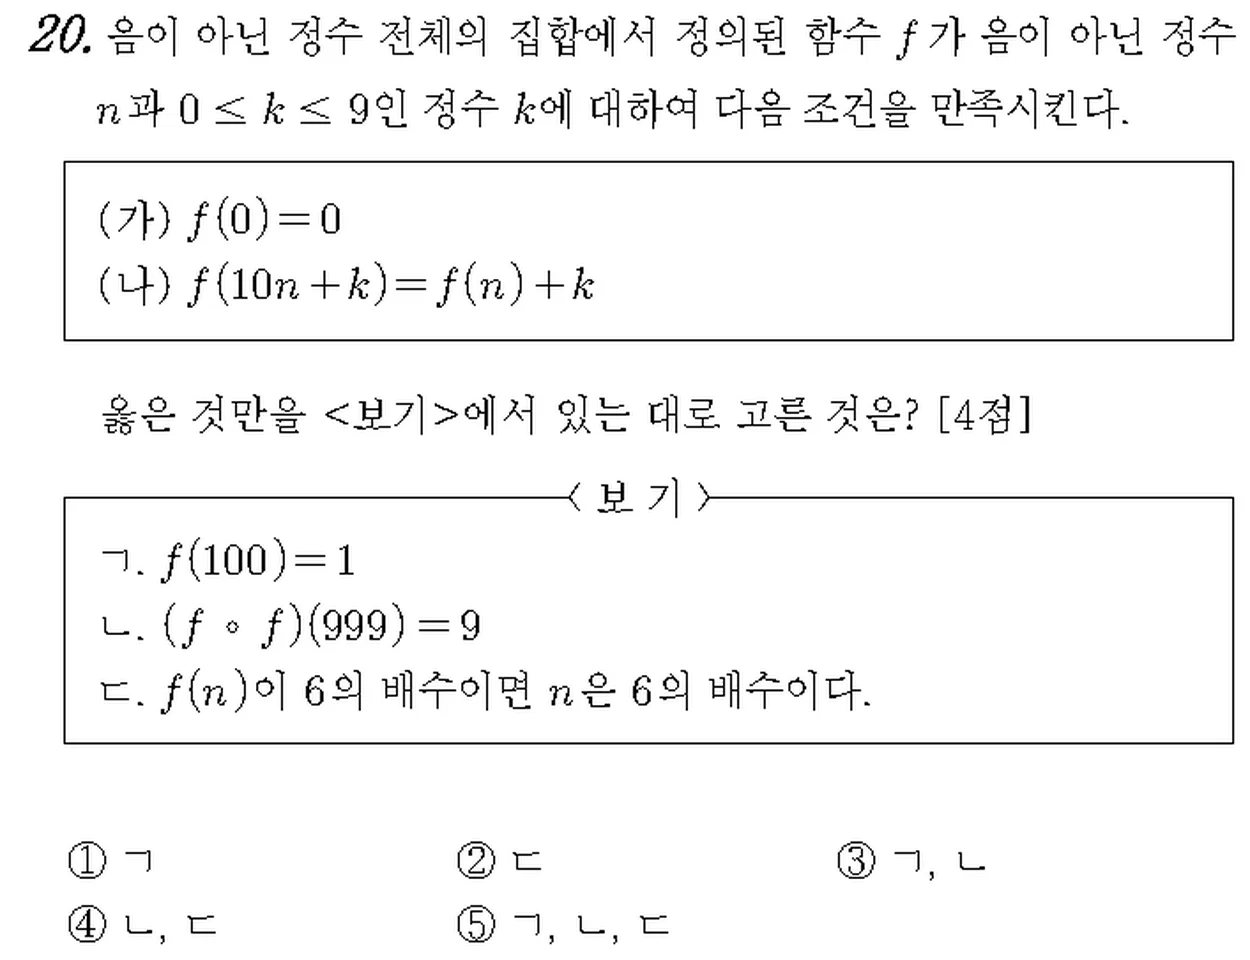 20. 음이 아닌 정수 전체의 집합에서 정의된 함수 f가 음이 아닌 정수
n과 0 ≤ k ≤ 9인 정수 k에 대하여 다음 조건을 만족시킨다.
(가) f(0)=0
(나) f(10n+k)=f(n)+k
옳은 것만을 <보기>에서 있는 대로 고른 것은? [4점]
〈 보 기 〉
ㄱ. f(100)=1
ㄴ. (f ∘ f)(999)=9
ㄷ. f(n)이 6의 배수이면 n은 6의 배수이다.
① ㄱ ② ㄷ ③ ㄱ, ㄴ
④ ㄴ, ㄷ ⑤ ㄱ, ㄴ, ㄷ